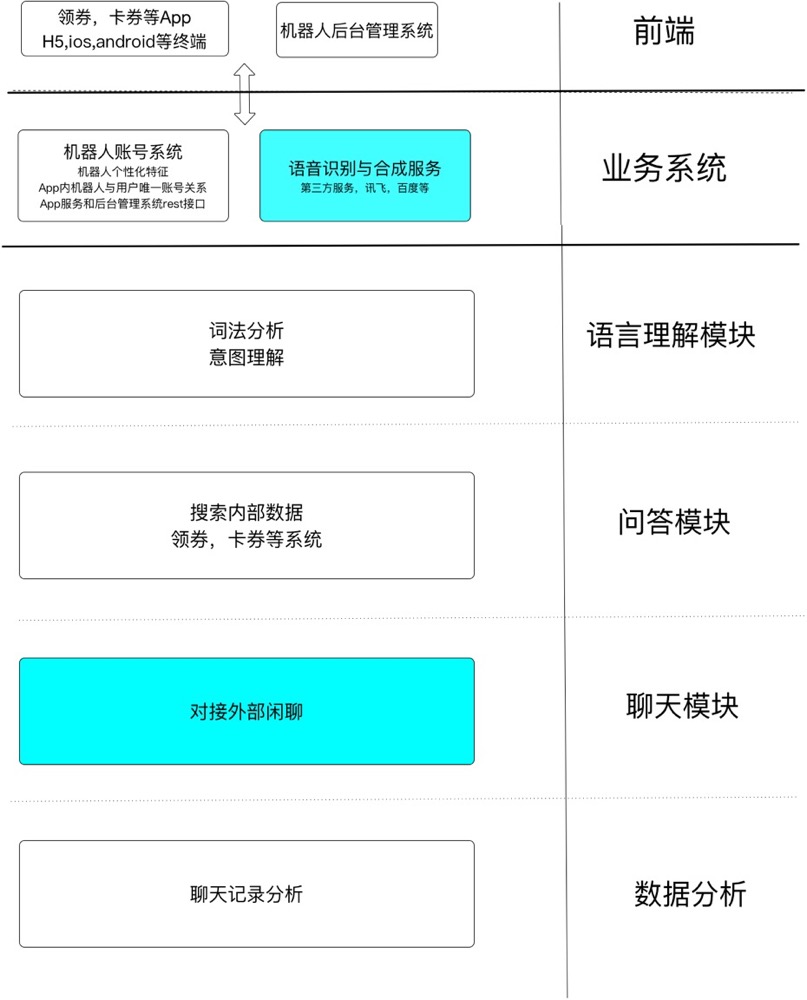 领券，卡券等App
H5,ios,android等终端
机器人后台管理系统
前端
机器人账号系统
机器人个性化特征
App内机器人与用户唯一账号关系
App服务和后台管理系统rest接口
语音识别与合成服务
第三方服务，讯飞，百度等
业务系统
词法分析
意图理解
语言理解模块
搜索内部数据
领券，卡券等系统
问答模块
对接外部闲聊
聊天模块
聊天记录分析
数据分析